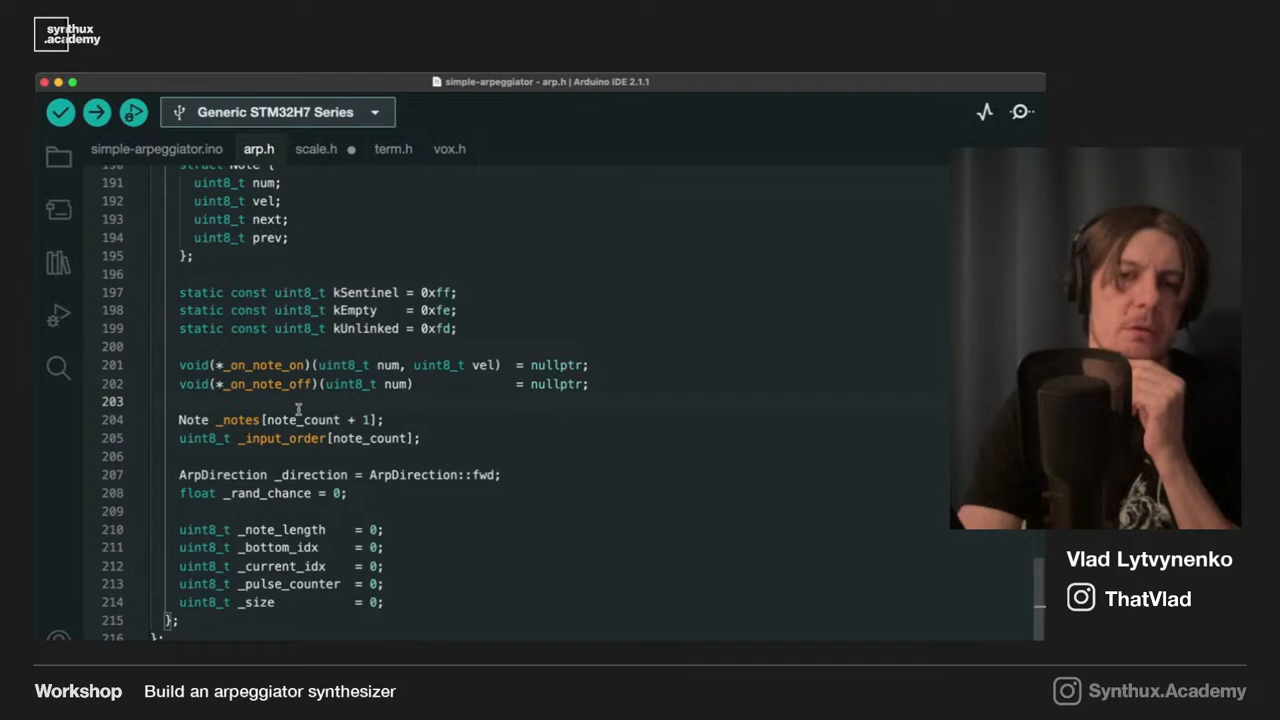 synthux
.academy
simple-arpeggiator - arp.h | Arduino IDE 2.1.1
Generic STM32H7 Series
simple-arpeggiator.ino arp.h scale.h term.h vox.h
190 struct Note {
191 uint8_t num;
192 uint8_t vel;
193 uint8_t next;
194 uint8_t prev;
195 };
196
197 static const uint8_t kSentinel = 0xff;
198 static const uint8_t kEmpty = 0xfe;
199 static const uint8_t kUnlinked = 0xfd;
200
201 void(*_on_note_on)(uint8_t num, uint8_t vel) = nullptr;
202 void(*_on_note_off)(uint8_t num) = nullptr;
203
204 Note _notes[note_count + 1];
205 uint8_t _input_order[note_count];
206
207 ArpDirection _direction = ArpDirection::fwd;
208 float _rand_chance = 0;
209
210 uint8_t _note_length = 0;
211 uint8_t _bottom_idx = 0;
212 uint8_t _current_idx = 0;
213 uint8_t _pulse_counter = 0;
214 uint8_t _size = 0;
215 };
216 };
Vlad Lytvynenko
ThatVlad
Workshop Build an arpeggiator synthesizer
Synthux.Academy